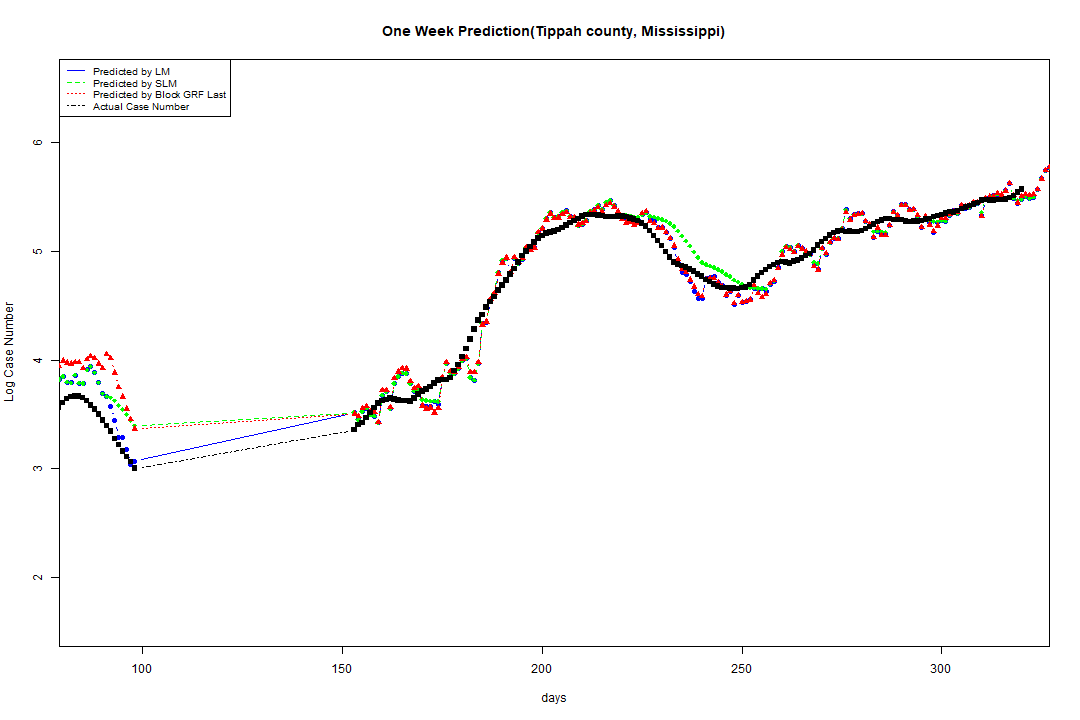 One Week Prediction(Tippah county, Mississippi)
Predicted by LM
Predicted by SLM
Predicted by Block GRF Last
Actual Case Number
6
5
4
3
2
Log Case Number
100 150 200 250 300
days